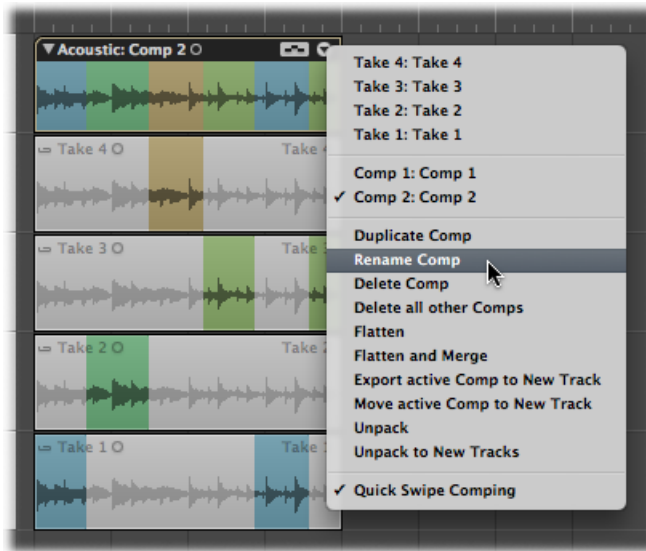 Acoustic: Comp 2
Take 4: Take 4
Take 3: Take 3
Take 2: Take 2
Take 1: Take 1
Comp 1: Comp 1
✓ Comp 2: Comp 2
Duplicate Comp
Rename Comp
Delete Comp
Delete all other Comps
Flatten
Flatten and Merge
Export active Comp to New Track
Move active Comp to New Track
Unpack
Unpack to New Tracks
✓ Quick Swipe Comping
Take 4 Take 4
Take 3 Take
Take 2 Take 2
Take 1 Take